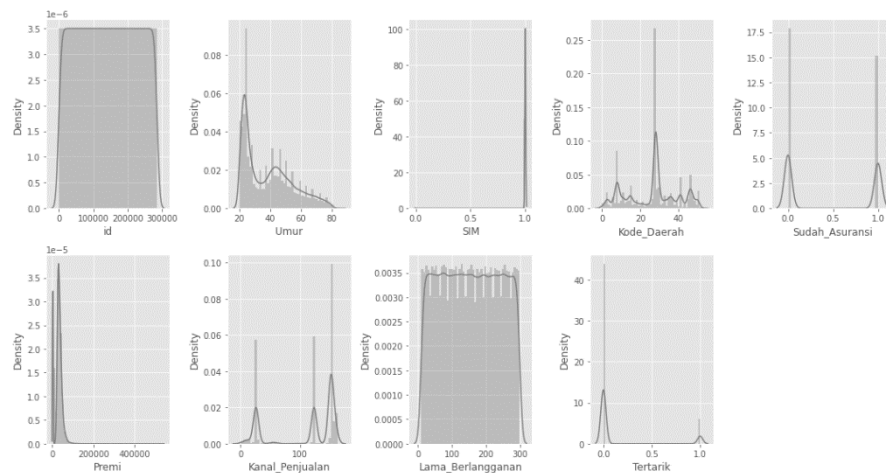 1e-6
3.5
3.0
2.5
2.0
1.5
1.0
0.5
0.0
Density
0 100000 200000 300000
id
0.10
0.08
0.06
0.04
0.02
0.00
Density
20 40 60 80
Umur
100
80
60
40
20
0
Density
0.0 0.5 1.0
SIM
0.25
0.20
0.15
0.10
0.05
0.00
Density
0 20 40
Kode_Daerah
17.5
15.0
12.5
10.0
7.5
5.0
2.5
0.0
Density
0.0 0.5 1.0
Sudah_Asuransi
1e-5
3.5
3.0
2.5
2.0
1.5
1.0
0.5
0.0
Density
0 200000 400000
Premi
0.10
0.08
0.06
0.04
0.02
0.00
Density
0 100
Kanal_Penjualan
0.0035
0.0030
0.0025
0.0020
0.0015
0.0010
0.0005
0.0000
Density
0 100 200 300
Lama_Berlangganan
40
30
20
10
0
Density
0.0 0.5 1.0
Tertarik